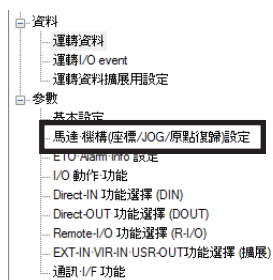 資料
運轉資料
運轉I/O event
運轉資料擴展用設定
參數
基本設定
馬達·機構(座標/JOG/原點復歸)設定
ETO·Alarm·Info 設定
I/O 動作·功能
Direct-IN 功能選擇 (DIN)
Direct-OUT 功能選擇 (DOUT)
Remote-I/O 功能選擇 (R-I/O)
EXT-IN·VIR-IN·USR-OUT功能選擇 (擴展)
通訊·I/F 功能